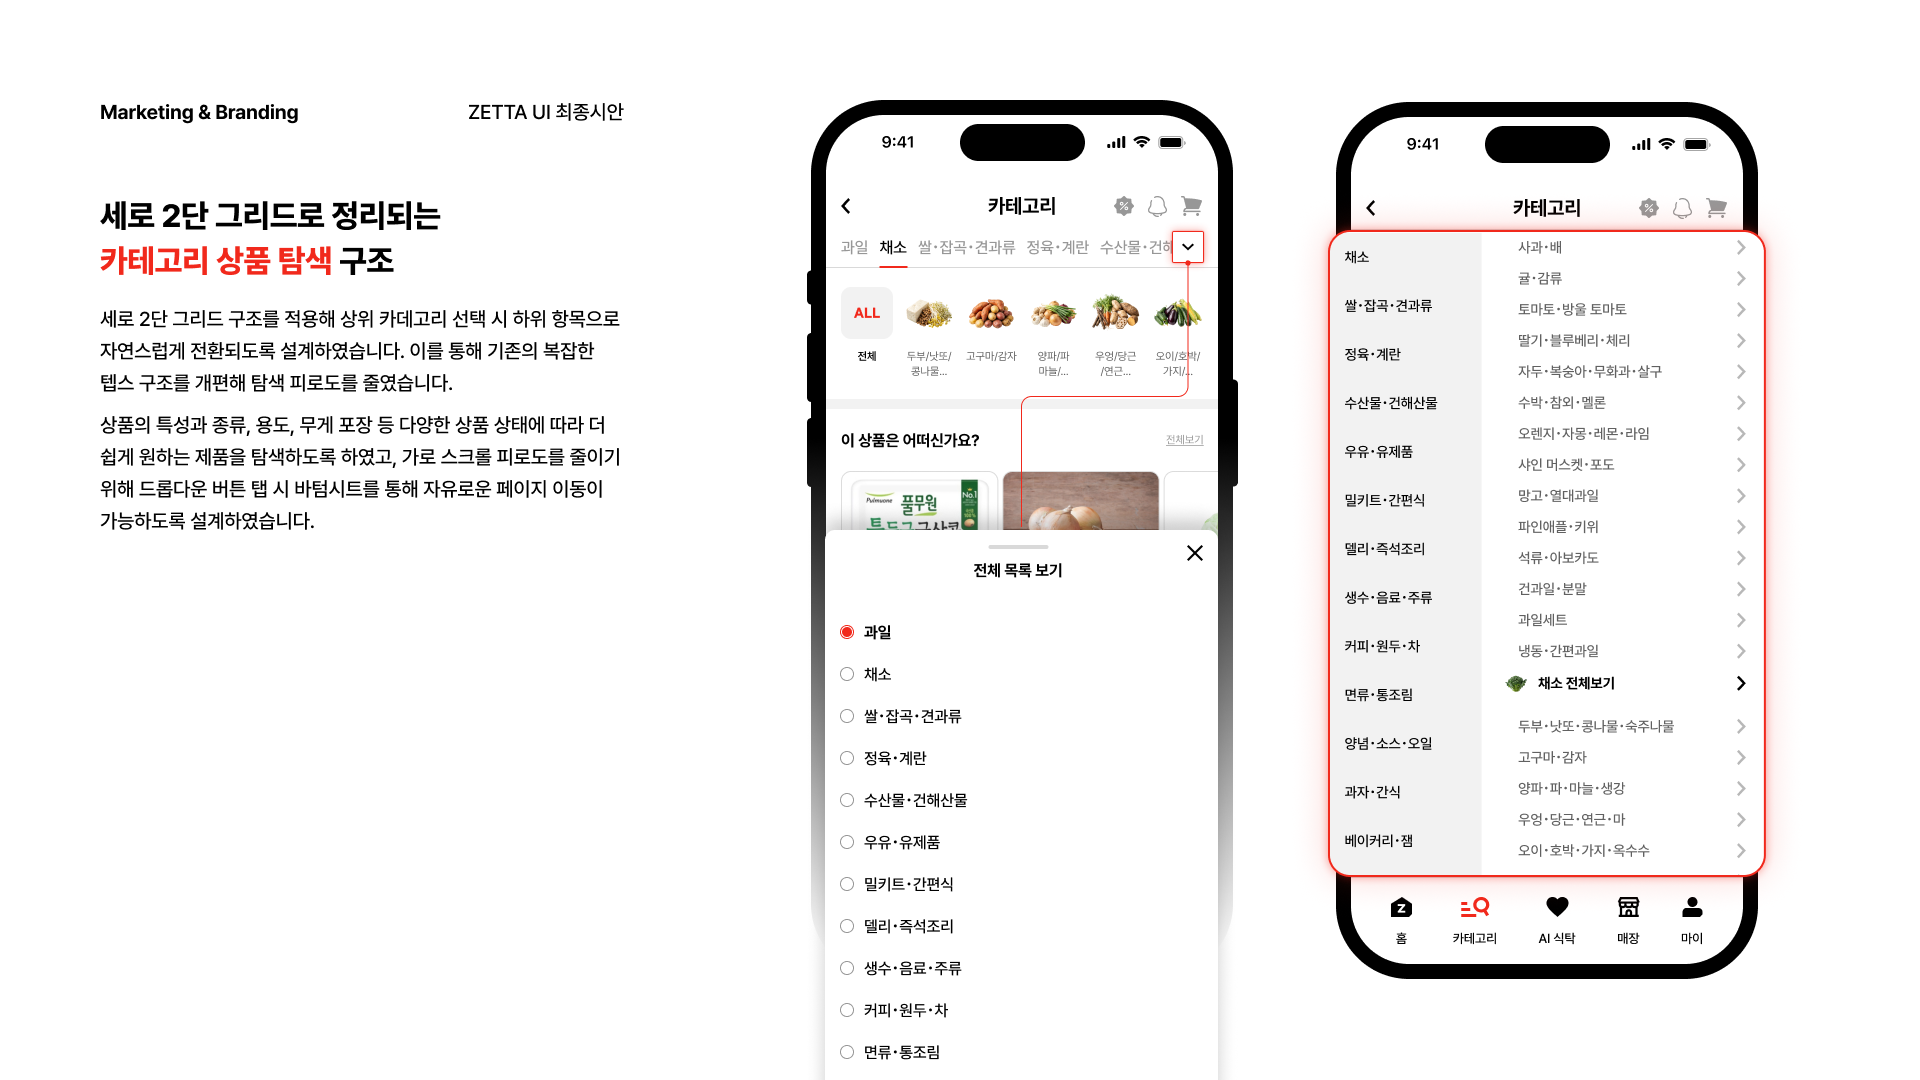 Marketing & Branding
ZETTA UI 최종시안
세로 2단 그리드로 정리되는
카테고리 상품 탐색 구조
세로 2단 그리드 구조를 적용해 상위 카데고리 선택 시 하위 항목으로
자연스럽게 전환되도록 설계하였습니다. 이를 통해 기존의 복잡한
텝스 구조를 개편해 탐색 피로도를 줄였습니다.
상품의 특성과 종류, 용도, 무게 포장 등 다양한 상품 상태에 따라 더
쉽게 원하는 제품을 탐색하도록 하였고, 가로 스크롤 피로도를 줄이기
위해 드롭다운 버튼 탭 시 바텀시트를 통해 자유로운 페이지 이동이
가능하도록 설계하였습니다.
9:41
카테고리
과일 채소 쌀·잡곡·견과류 정육·계란 수산물·건해
ALL
전체
두부/낫또/
콩나물...
고구마/감자
양파/파
마늘/...
우엉/당근
/연근...
오이/호박/
가지/...
이 상품은 어떠신가요?
전체보기
Pulmuone
풀무원
No.1
전체 목록 보기
과일
채소
쌀·잡곡·견과류
정육·계란
수산물·건해산물
우유·유제품
밀키트·간편식
델리·즉석조리
생수·음료·주류
커피·원두·차
면류·통조림
9:41
카테고리
채소
쌀·잡곡·견과류
정육·계란
수산물·건해산물
우유·유제품
밀키트·간편식
델리·즉석조리
생수·음료·주류
커피·원두·차
면류·통조림
양념·소스·오일
과자·간식
베이커리·잼
사과·배
귤·감류
토마토·방울 토마토
딸기·블루베리·체리
자두·복숭아·무화과·살구
수박·참외·멜론
오렌지·자몽·레몬·라임
샤인 머스켓·포도
망고·열대과일
파인애플·키위
석류·아보카도
건과일·분말
과일세트
냉동·간편과일
채소 전체보기
두부·낫또·콩나물·숙주나물
고구마·감자
양파·파·마늘·생강
우엉·당근·연근·마
오이·호박·가지·옥수수
홈
카테고리
AI 식탁
매장
마이